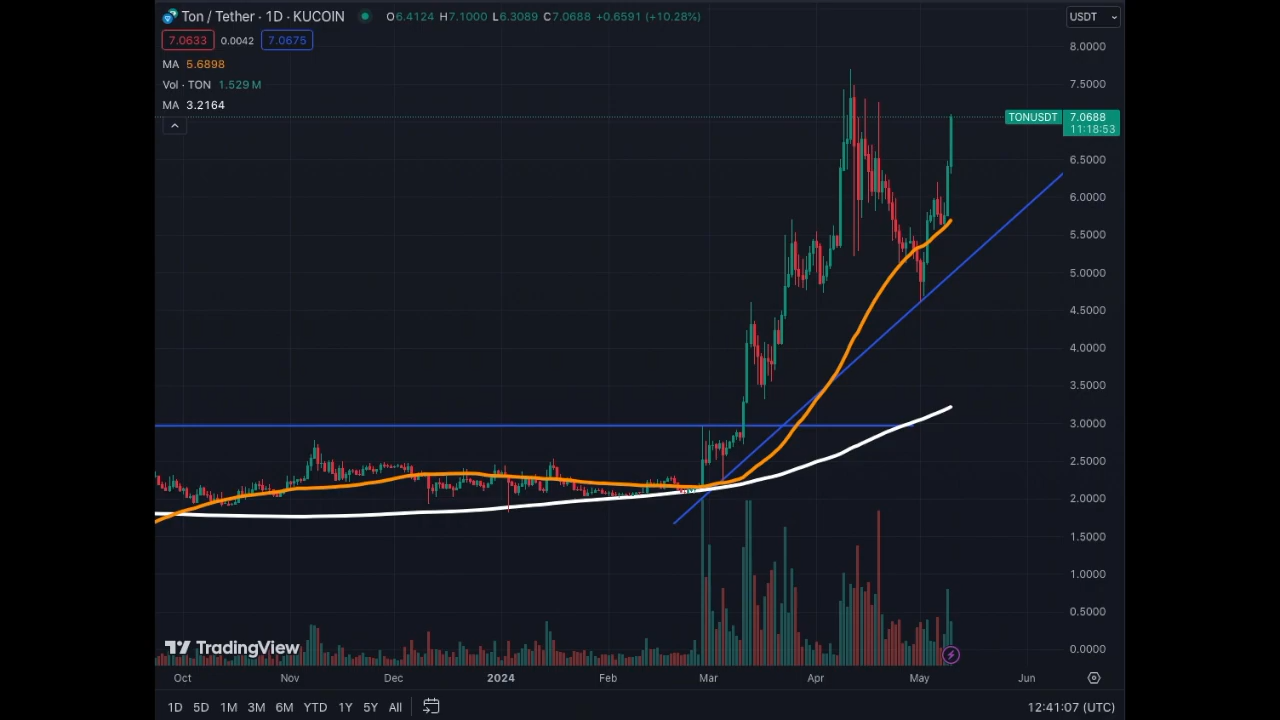 Ton / Tether · 1D · KUCOIN O6.4124 H7.1000 L6.3089 C7.0688 +0.6591 (+10.28%)
USDT
7.0633 0.0042 7.0675
MA 5.6898
Vol · TON 1.529 M
MA 3.2164
8.0000
7.5000
TONUSDT 7.0688
11:18:53
6.5000
6.0000
5.5000
5.0000
4.5000
4.0000
3.5000
3.0000
2.5000
2.0000
1.5000
1.0000
0.5000
0.0000
TradingView
Oct Nov Dec 2024 Feb Mar Apr May Jun
1D 5D 1M 3M 6M YTD 1Y 5Y All 12:41:07 (UTC)